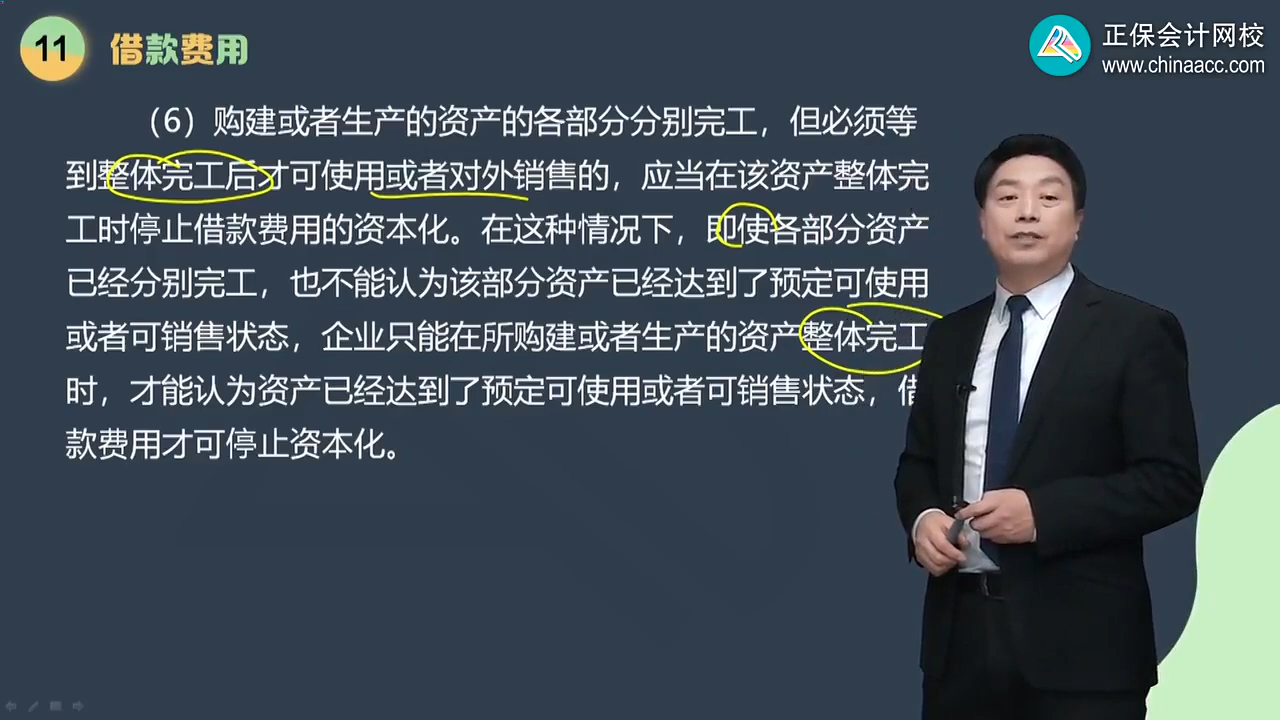 11
借款费用
正保会计网校
www.chinaacc.com
（6）购建或者生产的资产的各部分分别完工，但必须等
到整体完工后才可使用或者对外销售的，应当在该资产整体完
工时停止借款费用的资本化。在这种情况下，即使各部分资产
已经分别完工，也不能认为该部分资产已经达到了预定可使用
或者可销售状态，企业只能在所购建或者生产的资产整体完工
时，才能认为资产已经达到了预定可使用或者可销售状态，借
款费用才可停止资本化。